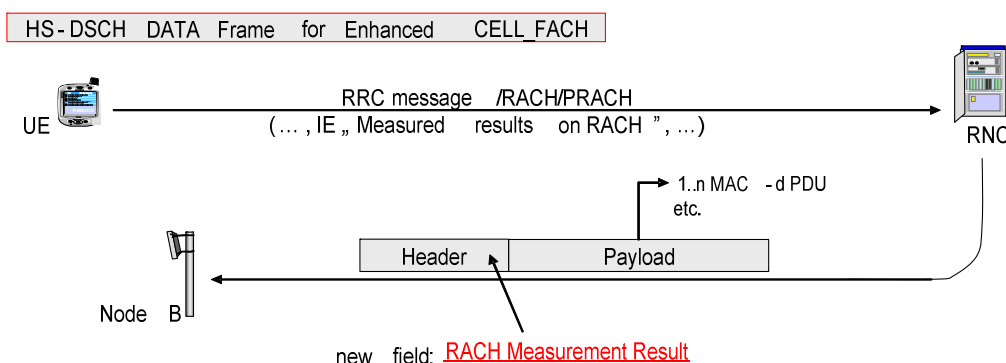 HS-DSCH DATA Frame for Enhanced CELL_FACH
RRC message /RACH/PRACH
UE
(... , IE „ Measured results on RACH ”, ...)
RNC
1..n MAC -d PDU
etc.
Header
Payload
Node B
new field: RACH Measurement Result